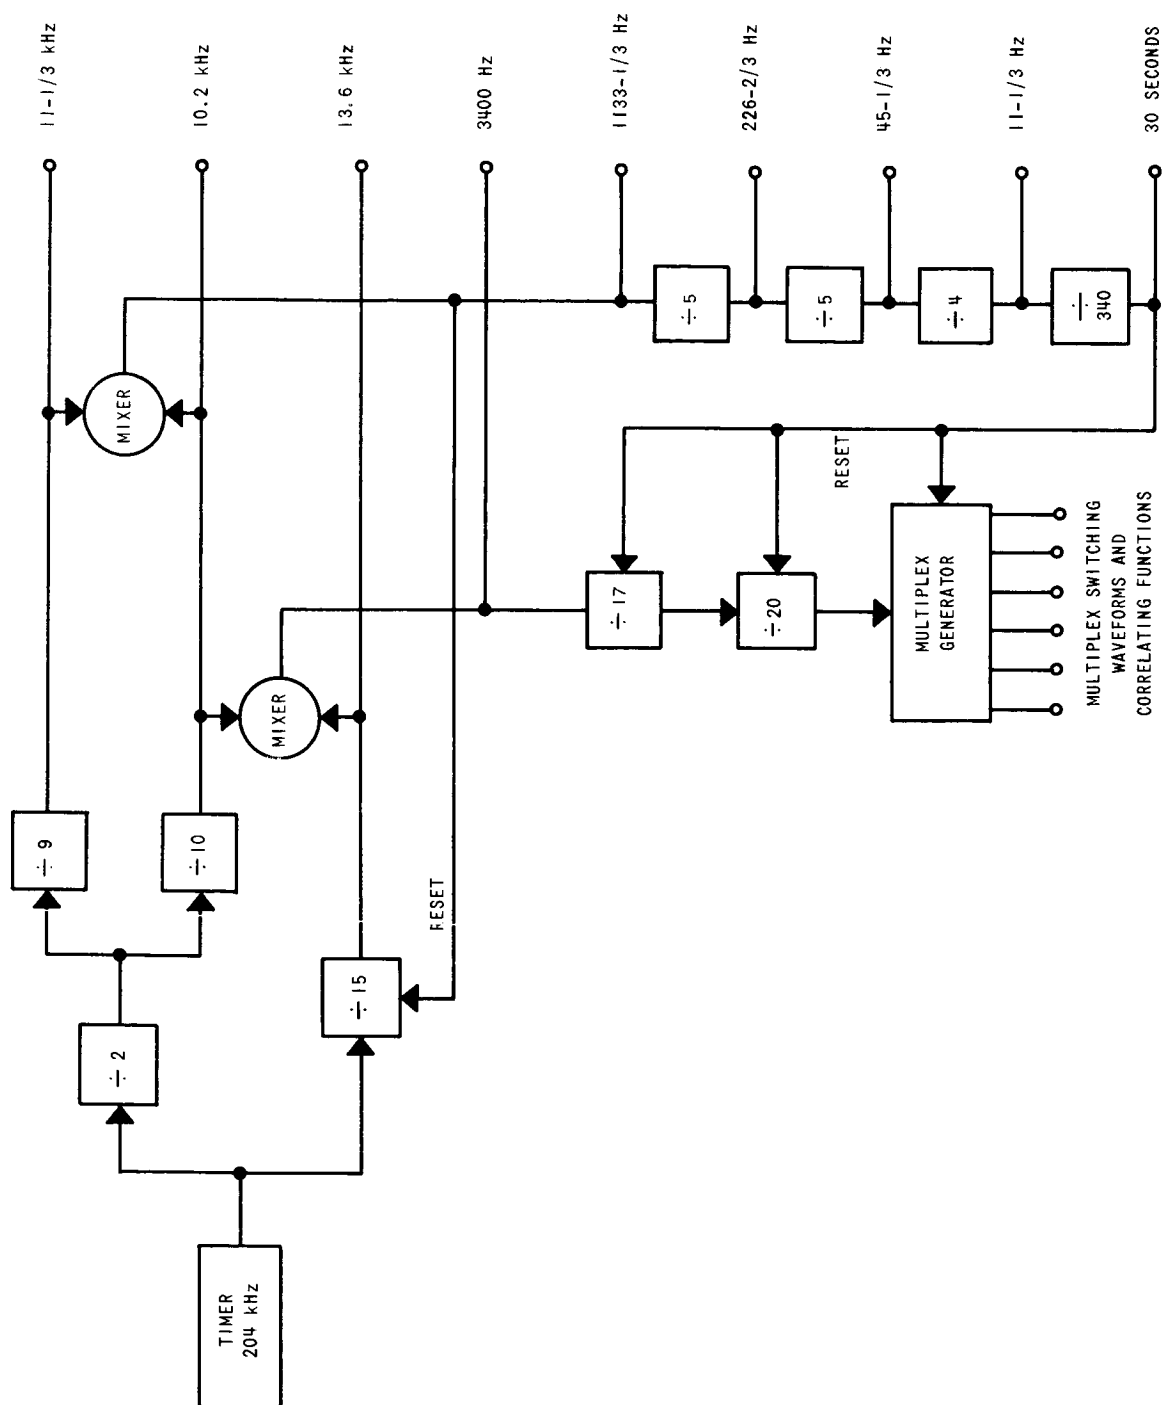 TIMER
204 kHz
÷ 2
÷ 15
÷ 9
÷ 10
RESET
MIXER
MIXER
11-1/3 kHz
10.2 kHz
13.6 kHz
3400 Hz
1133-1/3 Hz
226-2/3 Hz
45-1/3 Hz
11-1/3 Hz
30 SECONDS
÷ 5
÷ 5
÷ 4
÷
340
÷ 17
÷ 20
RESET
MULTIPLEX
GENERATOR
MULTIPLEX SWITCHING
WAVEFORMS AND
CORRELATING FUNCTIONS